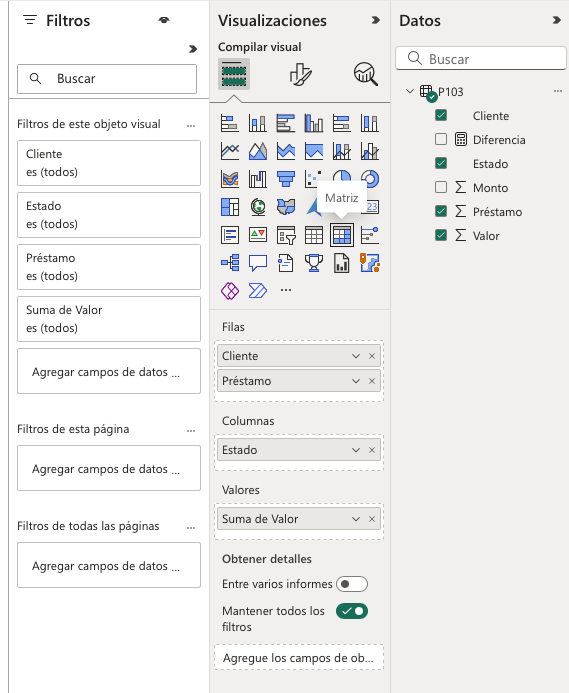 Filtros
Buscar
Filtros de este objeto visual
...
Cliente
es (todos)
Estado
es (todos)
Préstamo
es (todos)
Suma de Valor
es (todos)
Agregar campos de datos ...
Filtros de esta página
...
Agregar campos de datos ...
Filtros de todas las páginas
...
Agregar campos de datos ...
Visualizaciones
Compilar visual
Matriz
123
...
Filas
Cliente
Préstamo
Columnas
Estado
Valores
Suma de Valor
Obtener detalles
Entre varios informes
Mantener todos los
filtros
Agregue los campos de ob...
Datos
Buscar
P103
...
Cliente
Diferencia
Estado
Σ Monto
Σ Préstamo
Σ Valor